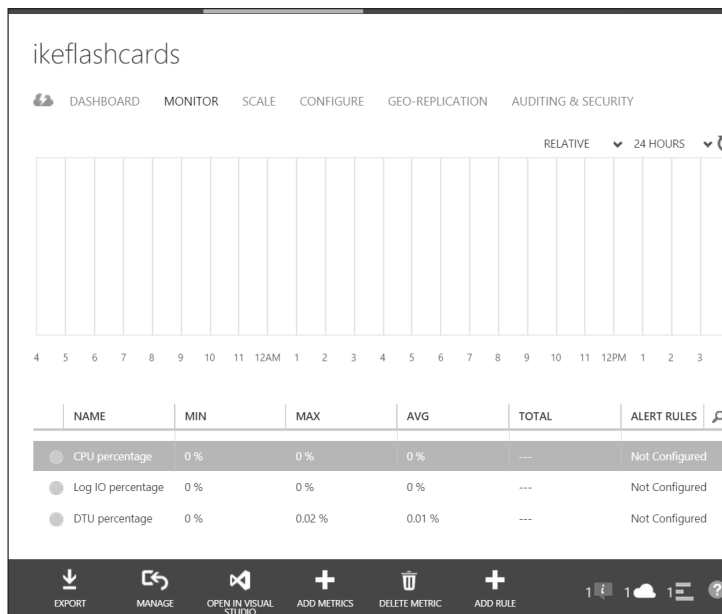 ikeflashcards
DASHBOARD MONITOR SCALE CONFIGURE GEO-REPLICATION AUDITING & SECURITY
RELATIVE 24 HOURS
4 5 6 7 8 9 10 11 12AM 1 2 3 4 5 6 7 8 9 10 11 12PM 1 2 3
NAME MIN MAX AVG TOTAL ALERT RULES
CPU percentage 0 % 0 % 0 % --- Not Configured
Log IO percentage 0 % 0 % 0 % --- Not Configured
DTU percentage 0 % 0.02 % 0.01 % --- Not Configured
EXPORT MANAGE OPEN IN VISUAL STUDIO ADD METRICS DELETE METRIC ADD RULE 1 i 1 1 ?